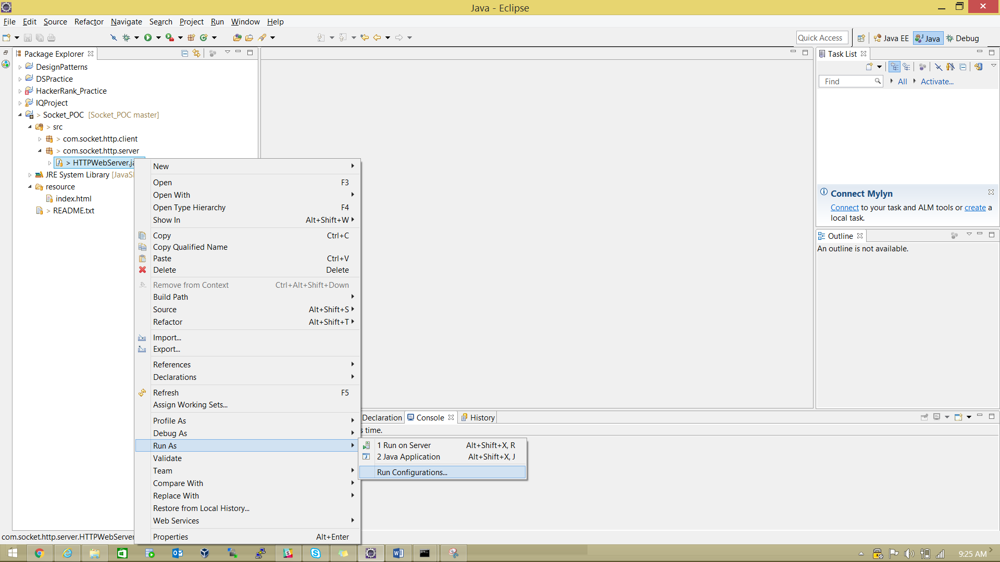 Java - Eclipse
File Edit Source Refactor Navigate Search Project Run Window Help
Quick Access
Java EE
Java
Debug
Package Explorer
DesignPatterns
DSPractice
HackerRank_Practice
IQProject
> Socket_POC [Socket_POC master]
> src
> com.socket.http.client
> com.socket.http.server
> HTTPWebServer.ja
JRE System Library [JavaS
resource
index.html
> README.txt
New
Open F3
Open With
Open Type Hierarchy F4
Show In Alt+Shift+W
Copy Ctrl+C
Copy Qualified Name
Paste Ctrl+V
Delete Delete
Remove from Context Ctrl+Alt+Shift+Down
Build Path
Source Alt+Shift+S
Refactor Alt+Shift+T
Import...
Export...
References
Declarations
Refresh F5
Assign Working Sets...
Profile As
Debug As
Run As
Validate
Team
Compare With
Replace With
Restore from Local History...
Web Services
Properties Alt+Enter
1 Run on Server Alt+Shift+X, R
2 Java Application Alt+Shift+X, J
Run Configurations...
Declaration
Console
History
s time.
Task List
Find
All
Activate...
Connect Mylyn
Connect to your task and ALM tools or create a
local task.
Outline
An outline is not available.
com.socket.http.server.HTTPWebServer
9:25 AM